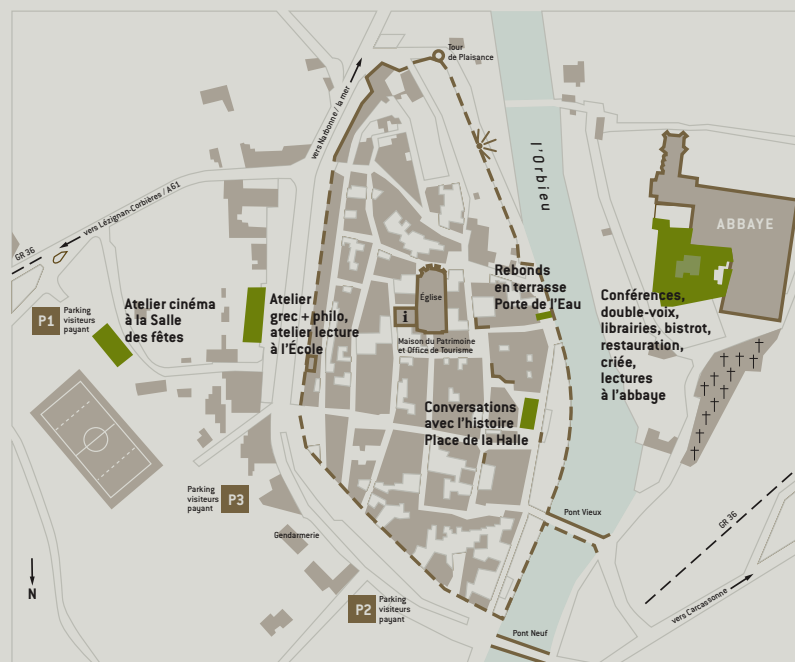 Tour
de Plaisance
vers Narbonne / la mer
l'Orbieu
vers Lézignan-Corbières / A61
GR 36
ABBAYE
P1
Parking
visiteurs
payant
Atelier cinéma
à la Salle
des fêtes
Atelier
grec + philo,
atelier lecture
à l'École
Église
i
Maison du Patrimoine
et Office de Tourisme
Rebonds
en terrasse
Porte de l'Eau
Conférences,
double-voix,
librairies, bistrot,
restauration,
criée,
lectures
à l'abbaye
Conversations
avec l'histoire
Place de la Halle
Parking
visiteurs
payant
P3
Gendarmerie
Pont Vieux
GR 36
N
P2
Parking
visiteurs
payant
vers Carcassonne
Pont Neuf